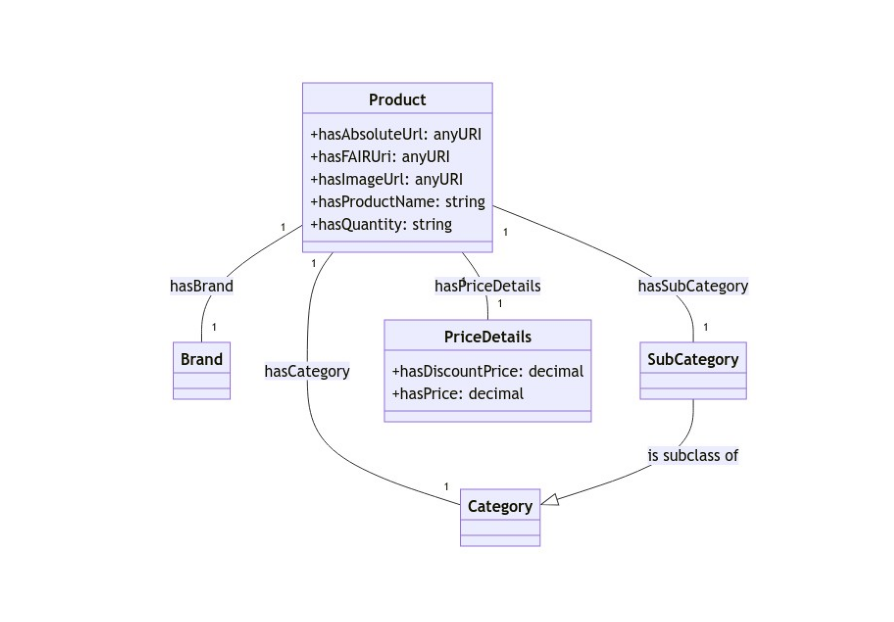 Product
+hasAbsoluteUrl: anyURI
+hasFAIRUri: anyURI
+hasImageUrl: anyURI
+hasProductName: string
+hasQuantity: string
1
1
1
1
hasBrand
hasPriceDetails
hasSubCategory
1
1
1
Brand
PriceDetails
SubCategory
hasCategory
+hasDiscountPrice: decimal
+hasPrice: decimal
is subclass of
1
Category